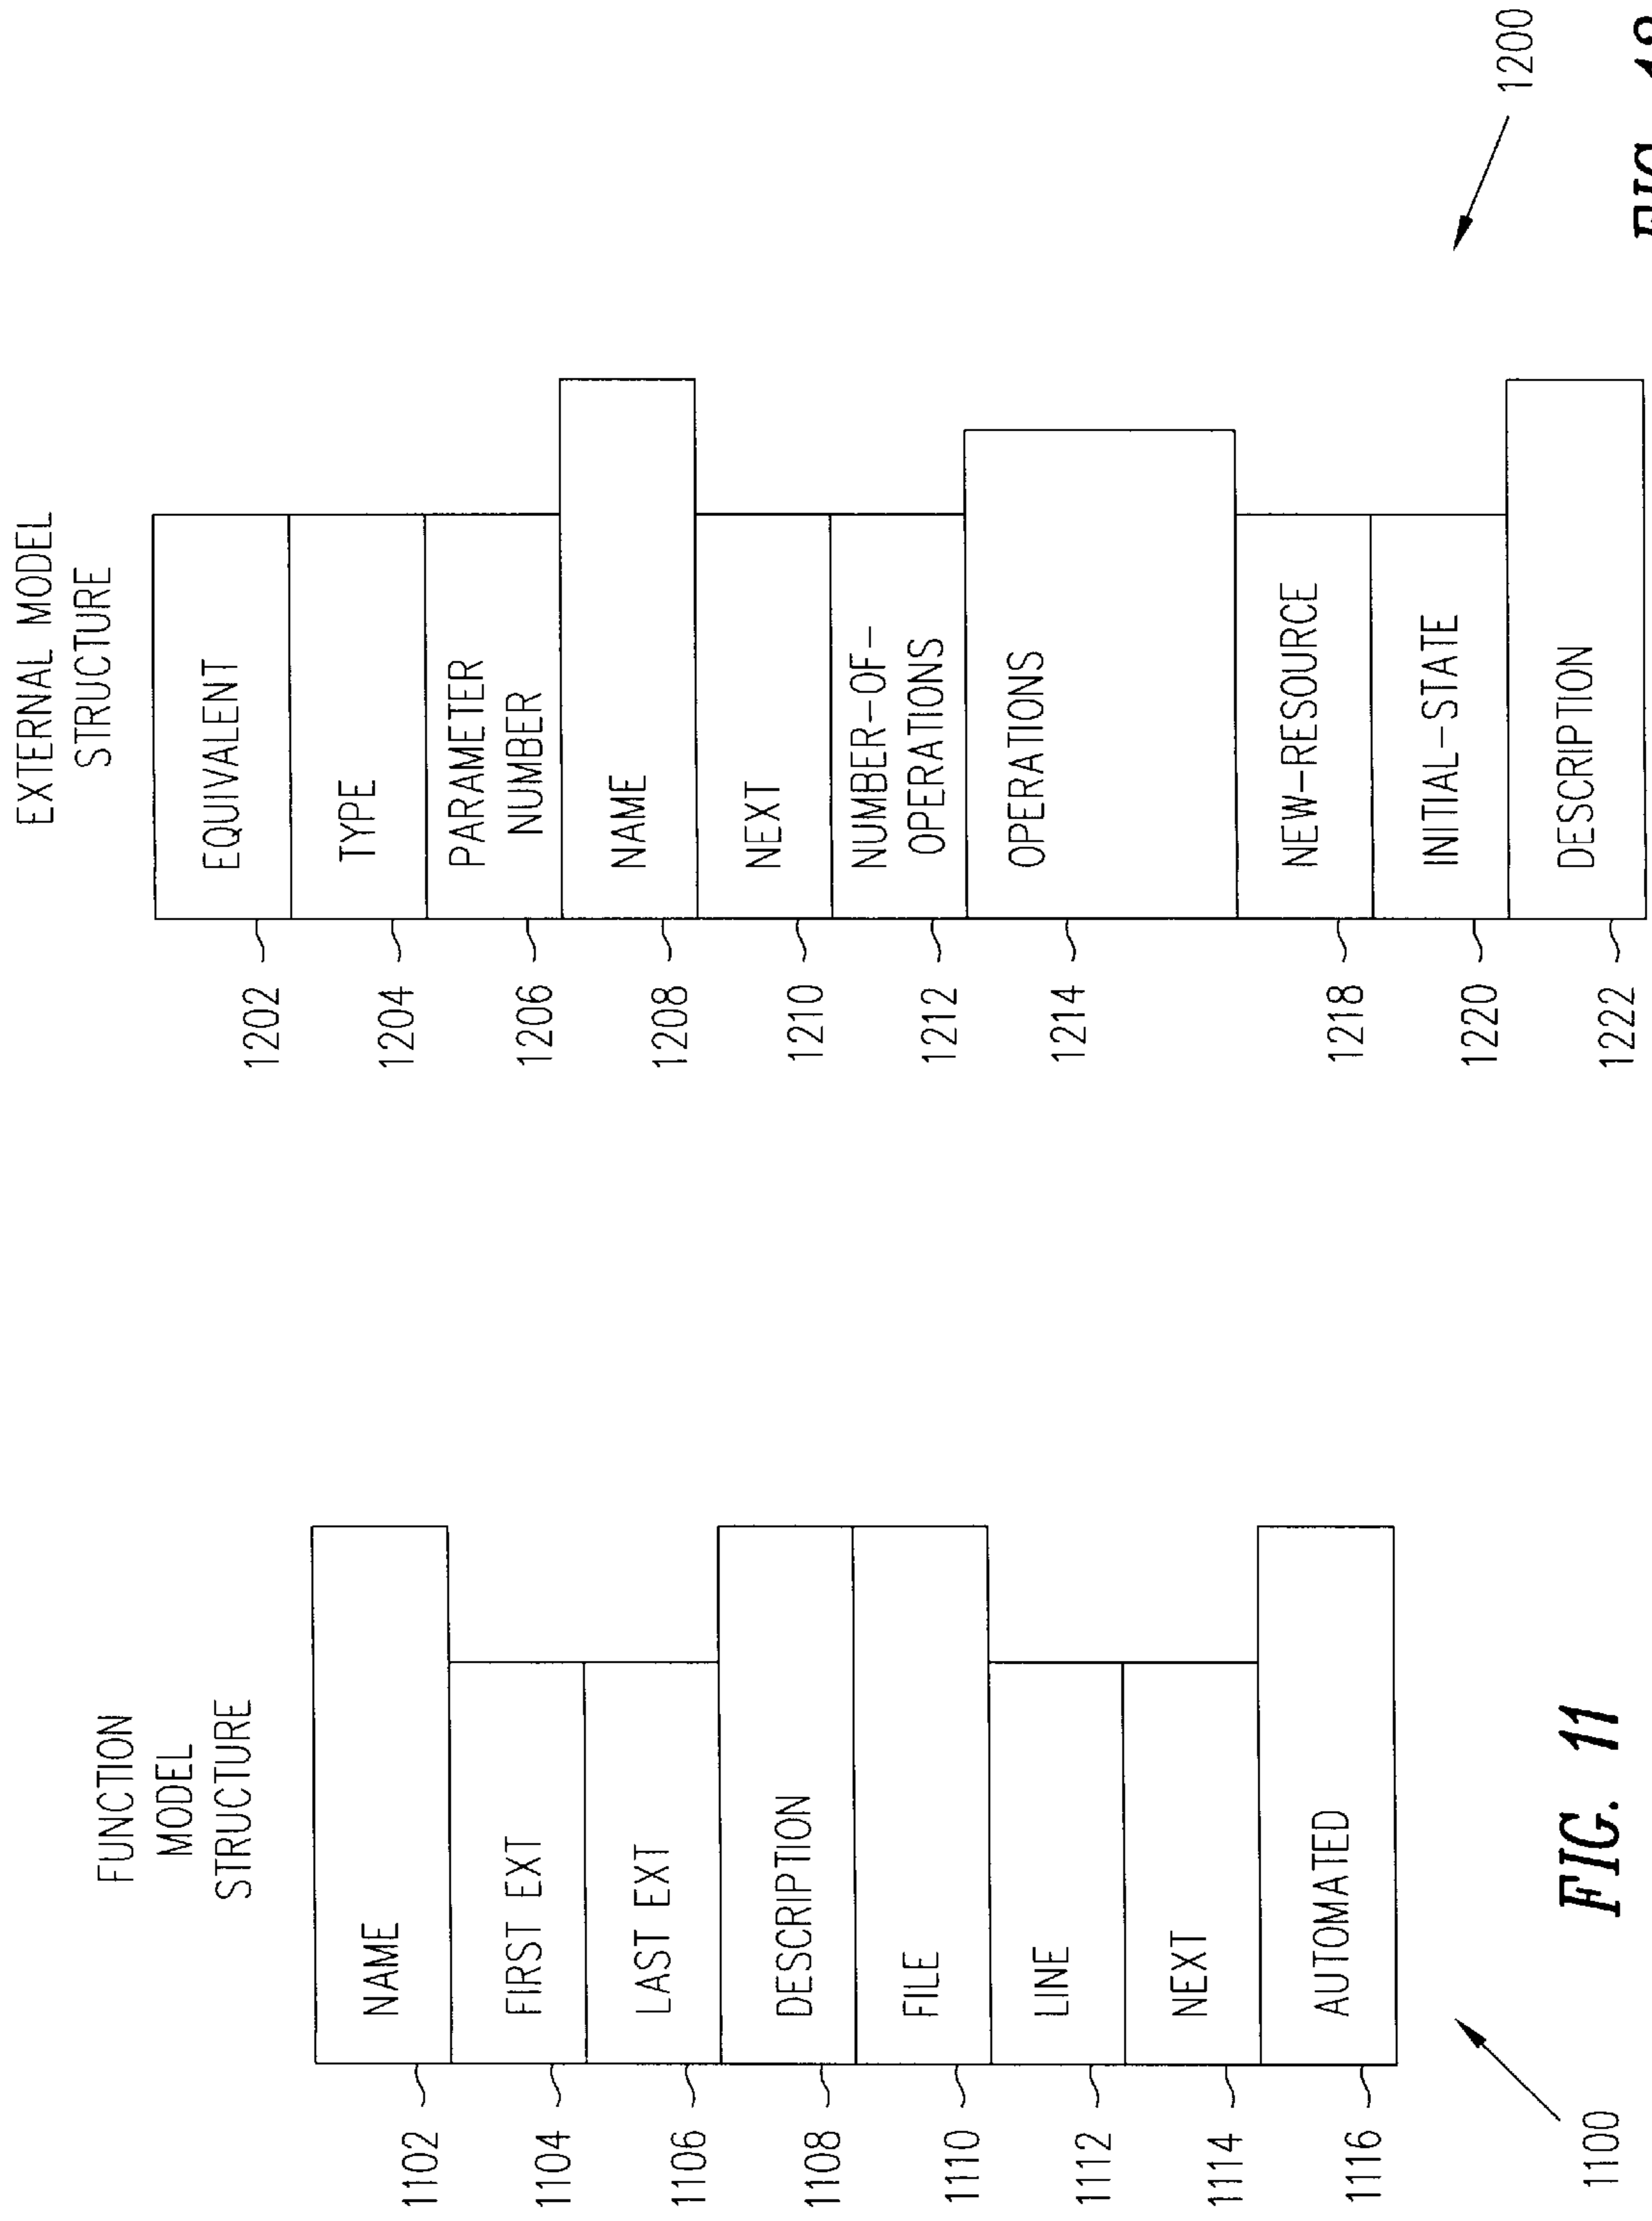 FUNCTION
MODEL
STRUCTURE
1102 NAME
1104 FIRST EXT
1106 LAST EXT
1108 DESCRIPTION
1110 FILE
1112 LINE
1114 NEXT
1116 AUTOMATED
1100
FIG. 11
EXTERNAL MODEL
STRUCTURE
1202 EQUIVALENT
1204 TYPE
1206 PARAMETER
NUMBER
1208 NAME
1210 NEXT
1212 NUMBER-OF-
OPERATIONS
1214 OPERATIONS
1218 NEW-RESOURCE
1220 INITIAL-STATE
1222 DESCRIPTION
1200
FIG.